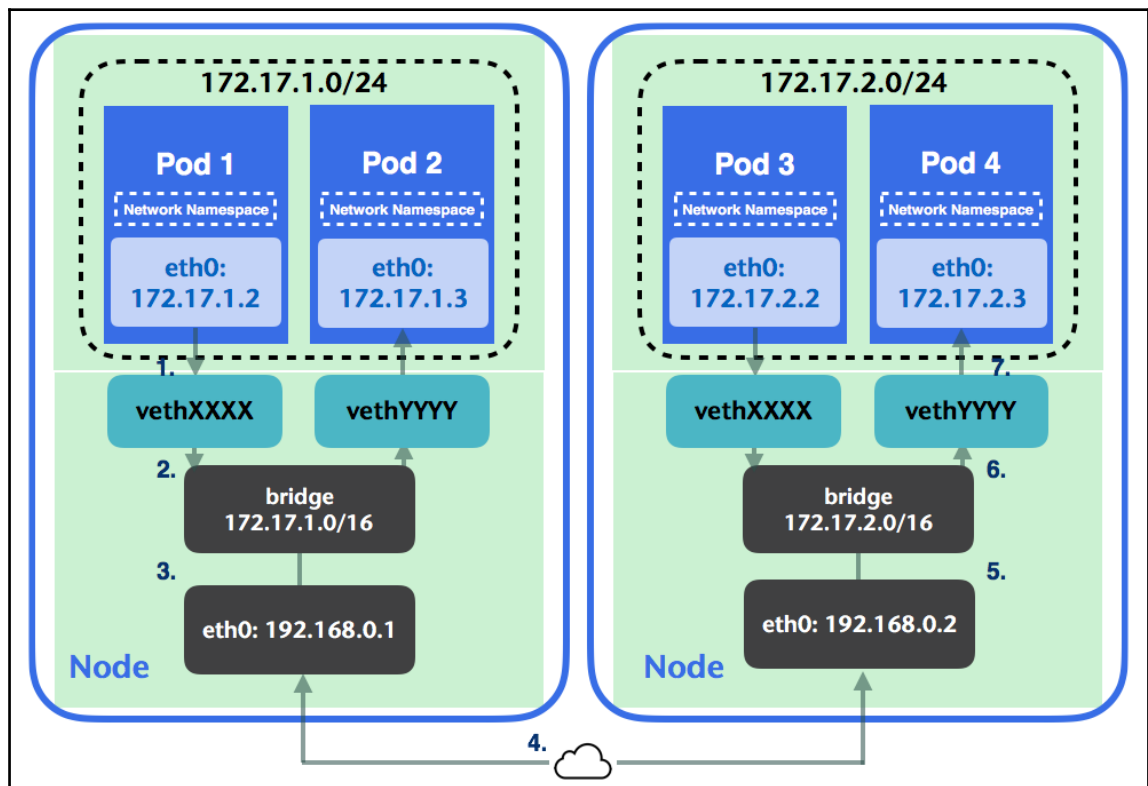 172.17.1.0/24
Pod 1
Network Namespace
eth0:
172.17.1.2
Pod 2
Network Namespace
eth0:
172.17.1.3
1.
vethXXXX
vethYYYY
2.
bridge
172.17.1.0/16
3.
eth0: 192.168.0.1
Node
4.
172.17.2.0/24
Pod 3
Network Namespace
eth0:
172.17.2.2
Pod 4
Network Namespace
eth0:
172.17.2.3
7.
vethXXXX
vethYYYY
6.
bridge
172.17.2.0/16
5.
eth0: 192.168.0.2
Node